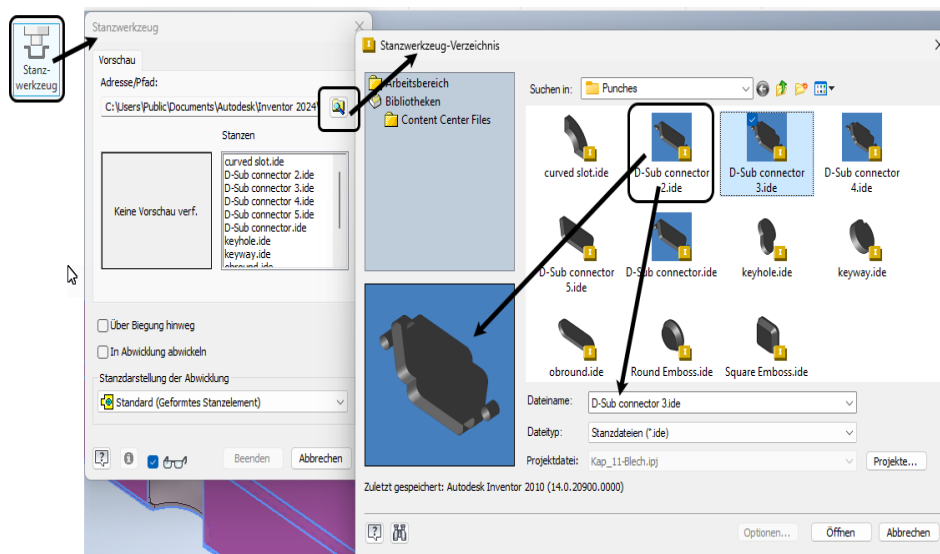 Stanz-
werkzeug
Stanzwerkzeug
Vorschau
Adresse/Pfad:
C:\Users\Public\Documents\Autodesk\Inventor 2024\
Stanzen
Keine Vorschau verf.
curved slot.ide
D-Sub connector 2.ide
D-Sub connector 3.ide
D-Sub connector 4.ide
D-Sub connector 5.ide
D-Sub connector.ide
keyhole.ide
keyway.ide
obround.ide
Über Biegung hinweg
In Abwicklung abwickeln
Stanzdarstellung der Abwicklung
Standard (Geformtes Stanzelement)
Beenden
Abbrechen
Stanzwerkzeug-Verzeichnis
Arbeitsbereich
Bibliotheken
Content Center Files
Suchen in:
Punches
curved slot.ide
D-Sub connector
2.ide
D-Sub connector
3.ide
D-Sub connector
4.ide
D-Sub connector
5.ide
D-Sub connector.ide
keyhole.ide
keyway.ide
obround.ide
Round Emboss.ide
Square Emboss.ide
Dateiname:
D-Sub connector 3.ide
Dateityp:
Stanzdateien (*.ide)
Projektdatei:
Kap_11-Blech.ipj
Projekte...
Zuletzt gespeichert: Autodesk Inventor 2010 (14.0.20900.0000)
Optionen...
Öffnen
Abbrechen